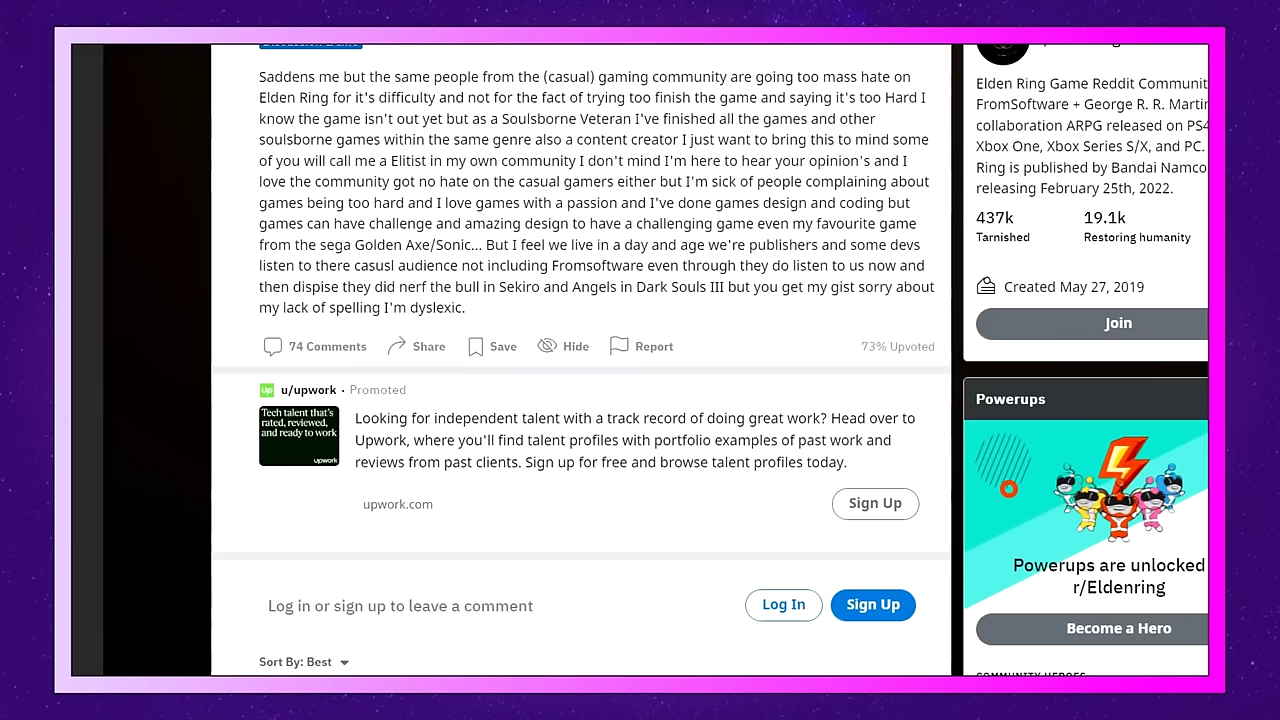 Saddens me but the same people from the (casual) gaming community are going too mass hate on
Elden Ring for it's difficulty and not for the fact of trying too finish the game and saying it's too Hard I
know the game isn't out yet but as a Soulsborne Veteran I've finished all the games and other
soulsborne games within the same genre also a content creator I just want to bring this to mind some
of you will call me a Elitist in my own community I don't mind I'm here to hear your opinion's and I
love the community got no hate on the casual gamers either but I'm sick of people complaining about
games being too hard and I love games with a passion and I've done games design and coding but
games can have challenge and amazing design to have a challenging game even my favourite game
from the sega Golden Axe/Sonic... But I feel we live in a day and age we're publishers and some devs
listen to there casusl audience not including Fromsoftware even through they do listen to us now and
then dispise they did nerf the bull in Sekiro and Angels in Dark Souls III but you get my gist sorry about
my lack of spelling I'm dyslexic.
74 Comments Share Save Hide Report 73% Upvoted
u/upwork · Promoted
Tech talent that's
rated, reviewed,
and ready to work
upwork
Up
Looking for independent talent with a track record of doing great work? Head over to
Upwork, where you'll find talent profiles with portfolio examples of past work and
reviews from past clients. Sign up for free and browse talent profiles today.
upwork.com
Sign Up
Log in or sign up to leave a comment
Log In
Sign Up
Sort By: Best
Elden Ring Game Reddit Communit
FromSoftware + George R. R. Martin
collaboration ARPG released on PS4
Xbox One, Xbox Series S/X, and PC.
Ring is published by Bandai Namco
releasing February 25th, 2022.
437k 19.1k
Tarnished Restoring humanity
Created May 27, 2019
Join
Powerups
Powerups are unlocked
r/Eldenring
Become a Hero